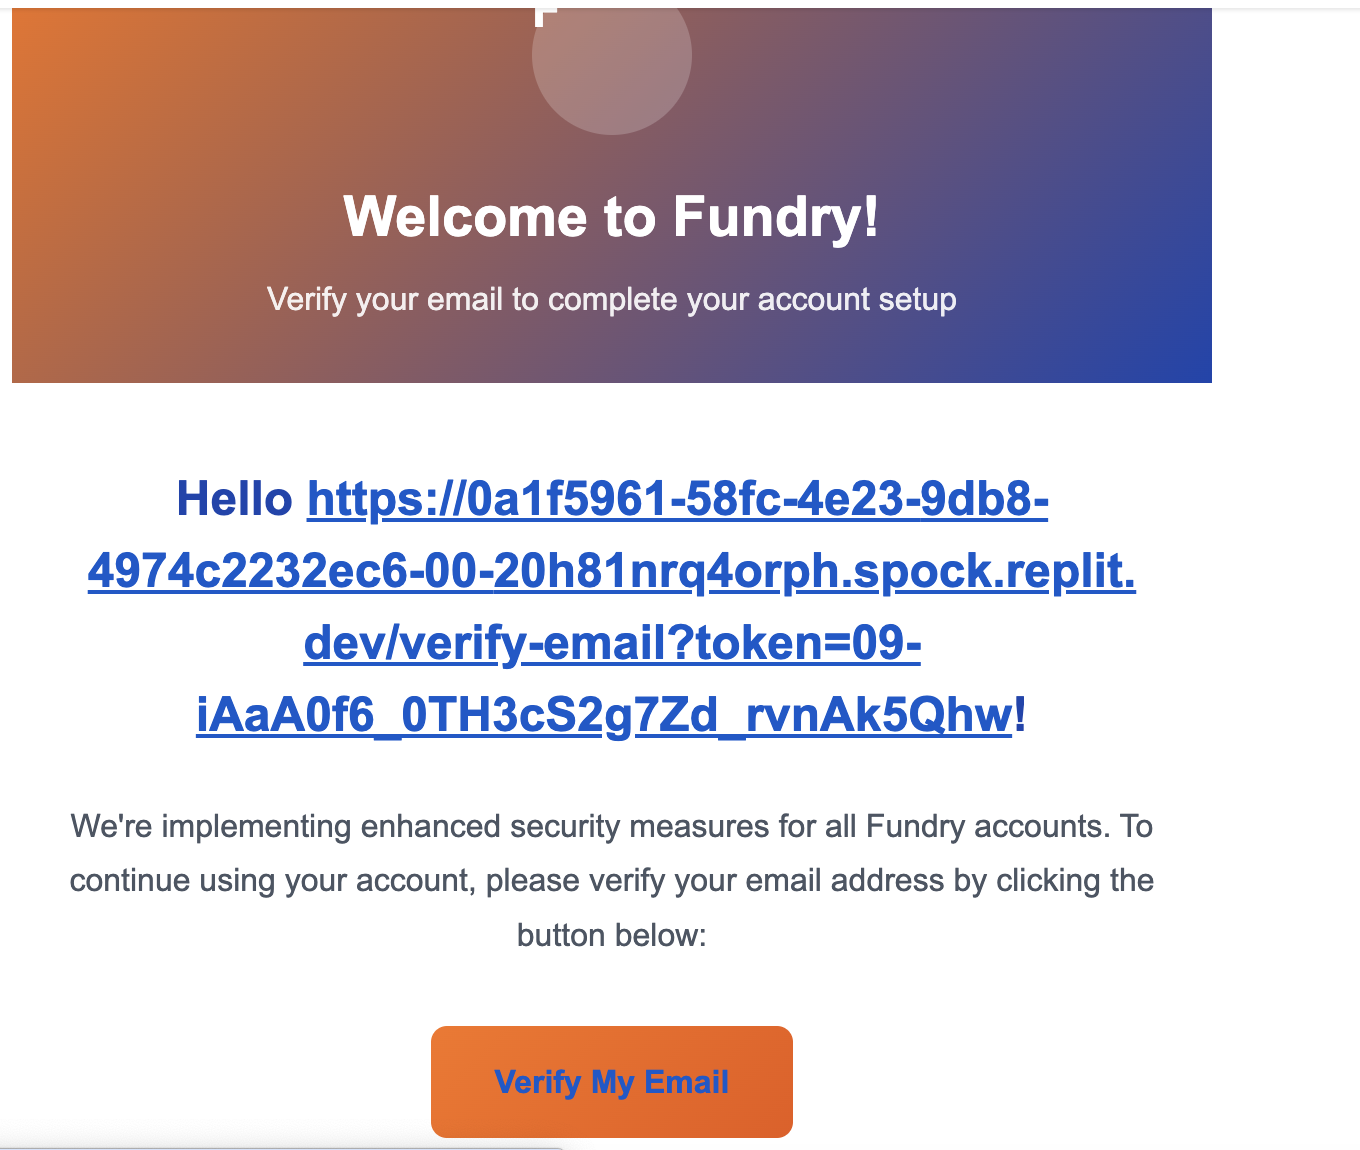 Welcome to Fundry!
Verify your email to complete your account setup
Hello https://0a1f5961-58fc-4e23-9db8-
4974c2232ec6-00-20h81nrq4orph.spock.replit.
dev/verify-email?token=09-
iAaA0f6_0TH3cS2g7Zd_rvnAk5Qhw!
We're implementing enhanced security measures for all Fundry accounts. To
continue using your account, please verify your email address by clicking the
button below:
Verify My Email